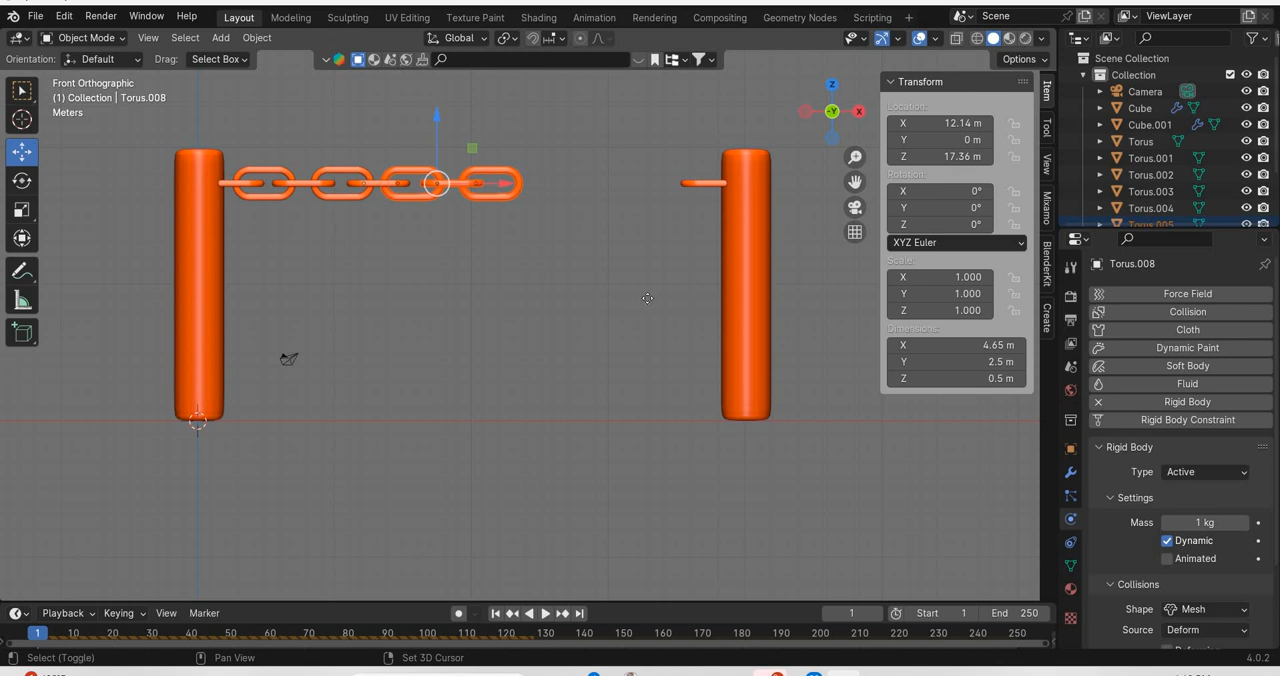 File Edit Render Window Help Layout Modeling Sculpting UV Editing Texture Paint Shading Animation Rendering Compositing Geometry Nodes Scripting + Scene ViewLayer
Object Mode View Select Add Object Global
Orientation: Default Drag: Select Box Options
Front Orthographic
(1) Collection | Torus.008
Meters
Z
X
-Y
Transform
Location:
X 12.14 m
Y 0 m
Z 17.36 m
Rotation:
X 0°
Y 0°
Z 0°
XYZ Euler
Scale:
X 1.000
Y 1.000
Z 1.000
Dimensions:
X 4.65 m
Y 2.5 m
Z 0.5 m
Item
Tool
View
Mixamo
BlenderKit
Create
Scene Collection
Collection
Camera
Cube
Cube.001
Torus
Torus.001
Torus.002
Torus.003
Torus.004
Torus.005
Torus.008
Force Field
Collision
Cloth
Dynamic Paint
Soft Body
Fluid
Rigid Body
Rigid Body Constraint
Rigid Body
Type Active
Settings
Mass 1 kg
Dynamic
Animated
Collisions
Shape Mesh
Source Deform
Playback Keying View Marker 1 Start 1 End 250
1 10 20 30 40 50 60 70 80 90 100 110 120 130 140 150 160 170 180 190 200 210 220 230 240 250
Select (Toggle) Pan View Set 3D Cursor 4.0.2